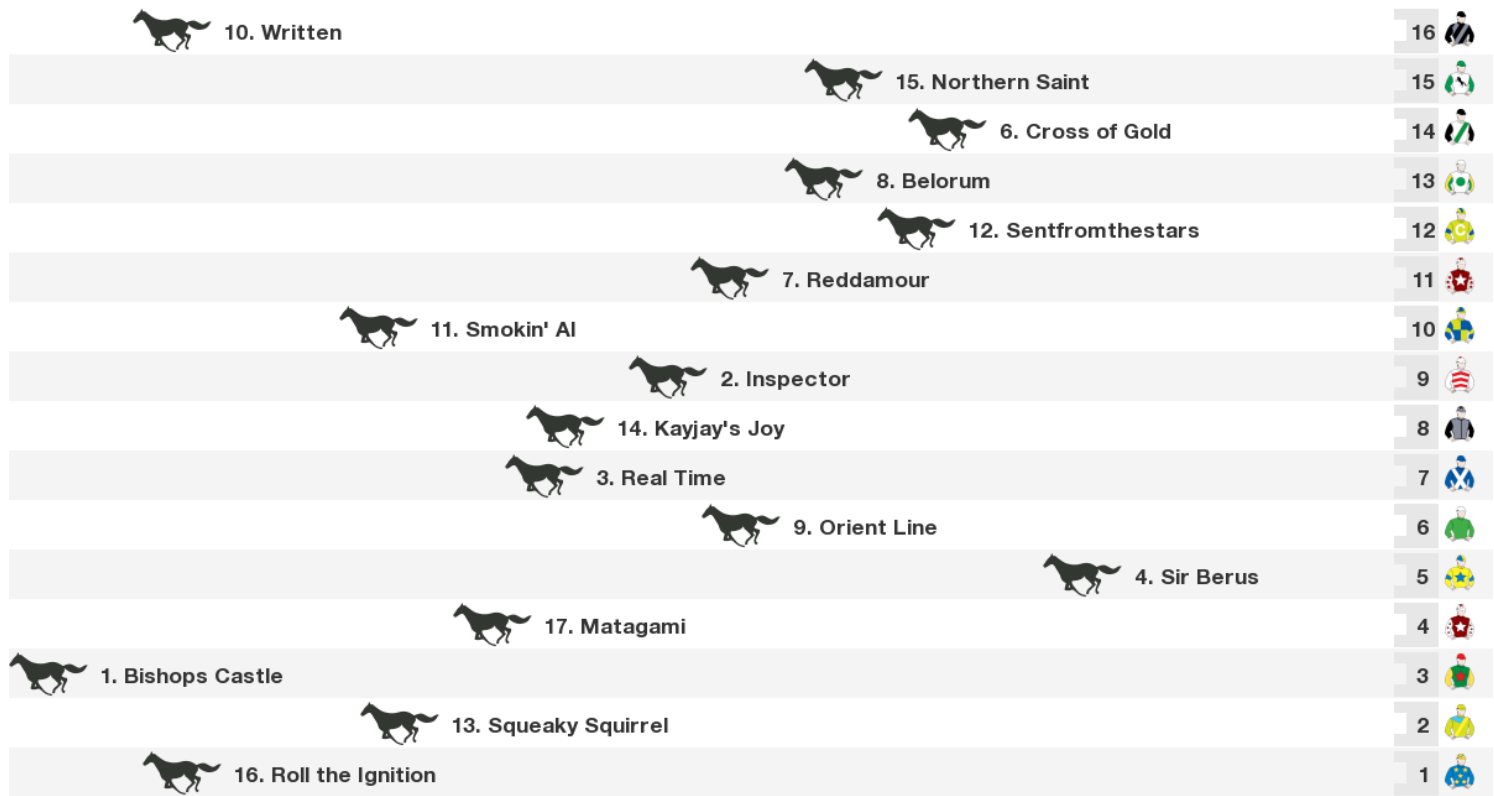 10. Written 16
15. Northern Saint 15
6. Cross of Gold 14
8. Belorum 13
12. Sentfromthestars 12 C
7. Reddamour 11
11. Smokin' Al 10
2. Inspector 9
14. Kayjay's Joy 8
3. Real Time 7
9. Orient Line 6
4. Sir Berus 5
17. Matagami 4
1. Bishops Castle 3
13. Squeaky Squirrel 2
16. Roll the Ignition 1